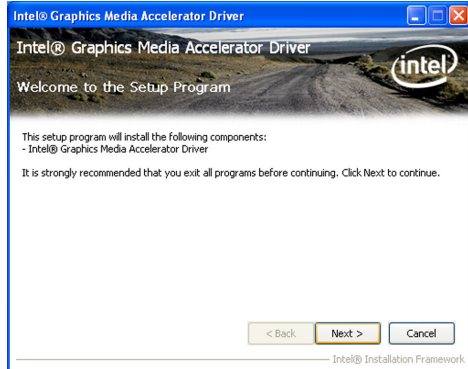 Intel® Graphics Media Accelerator Driver
Intel® Graphics Media Accelerator Driver
intel
Welcome to the Setup Program
This setup program will install the following components:
- Intel® Graphics Media Accelerator Driver
It is strongly recommended that you exit all programs before continuing. Click Next to continue.
< Back Next > Cancel
Intel® Installation Framework